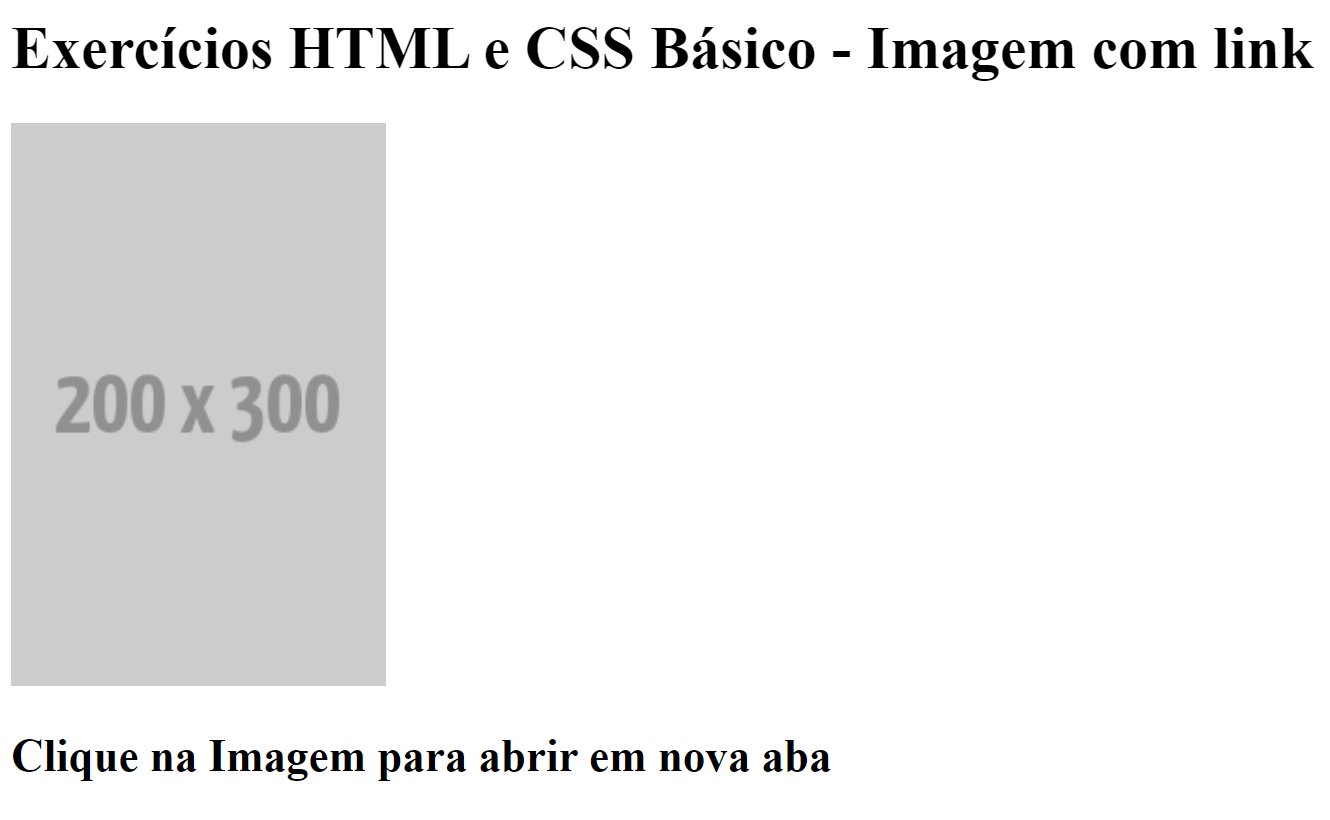 Exercícios HTML e CSS Básico - Imagem com link
200 x 300
Clique na Imagem para abrir em nova aba